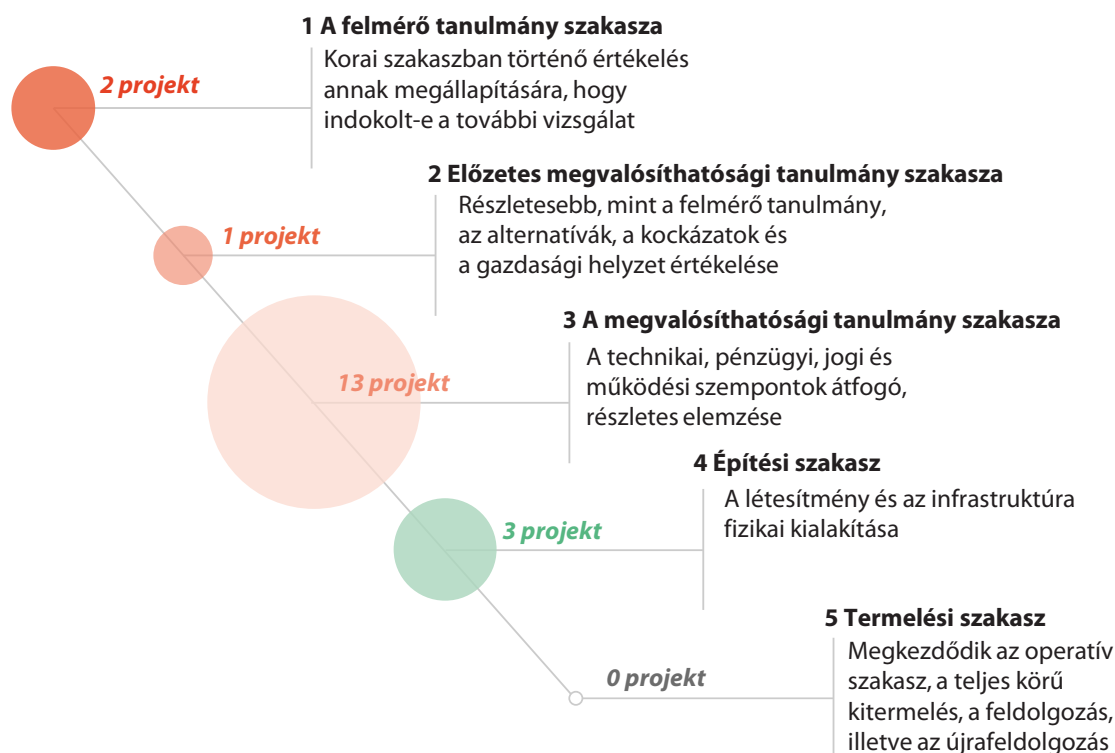 1 A felmérő tanulmány szakasza
2 projekt
Korai szakaszban történő értékelés
annak megállapítására, hogy
indokolt-e a további vizsgálat
2 Előzetes megvalósíthatósági tanulmány szakasza
1 projekt
Részletesebb, mint a felmérő tanulmány,
az alternatívák, a kockázatok és
a gazdasági helyzet értékelése
3 A megvalósíthatósági tanulmány szakasza
13 projekt
A technikai, pénzügyi, jogi és
működési szempontok átfogó,
részletes elemzése
4 Építési szakasz
3 projekt
A létesítmény és az infrastruktúra
fizikai kialakítása
5 Termelési szakasz
0 projekt
Megkezdődik az operatív
szakasz, a teljes körű
kitermelés, a feldolgozás,
illetve az újrafeldolgozás